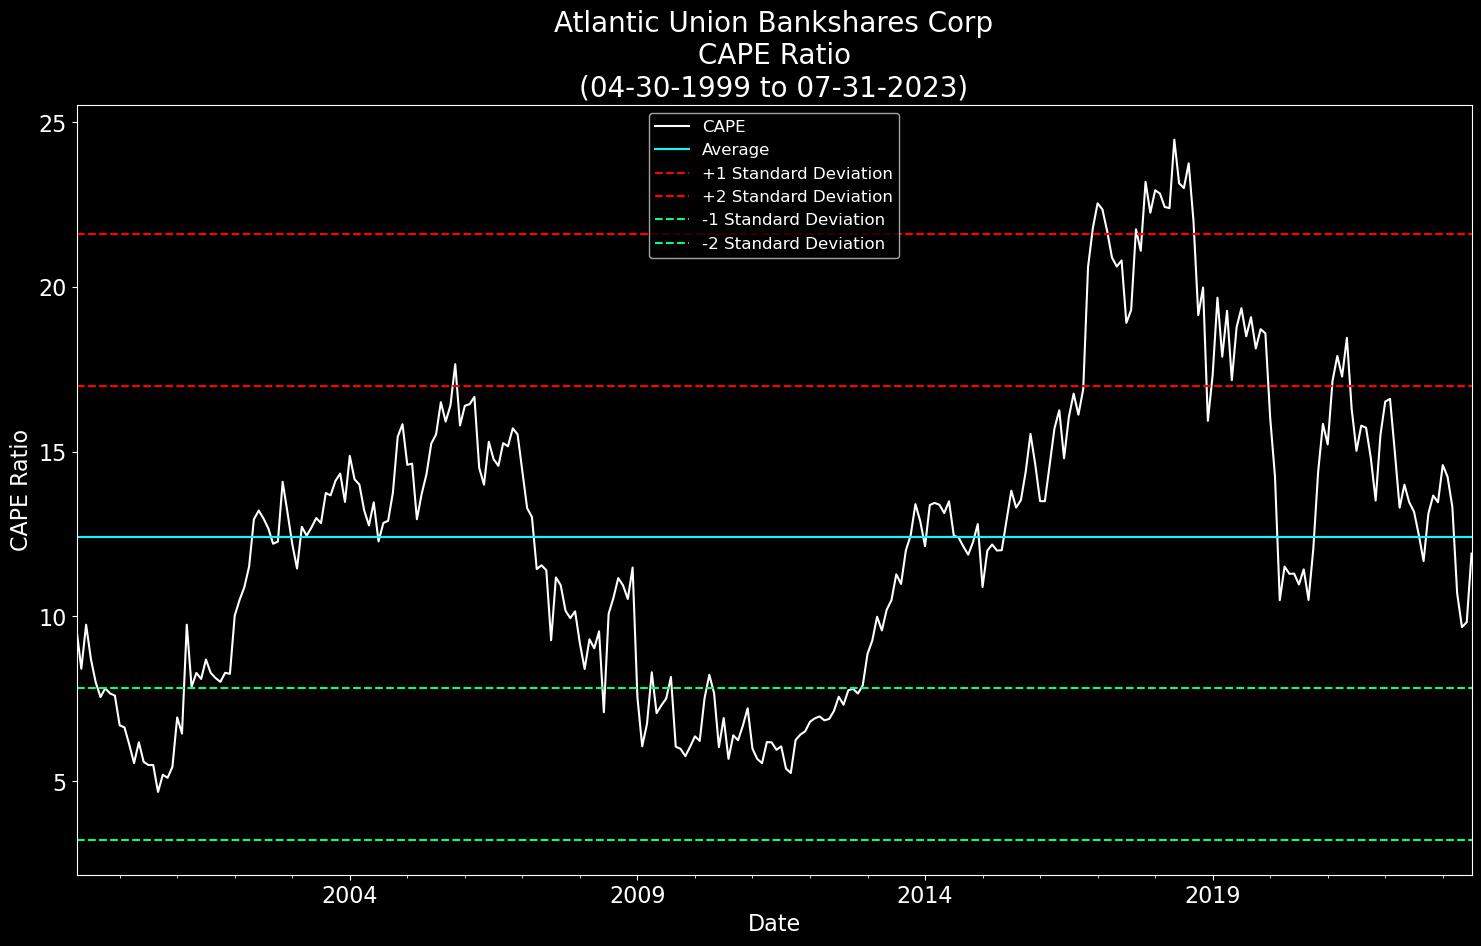 Atlantic Union Bankshares Corp
CAPE Ratio
(04-30-1999 to 07-31-2023)
CAPE
Average
+1 Standard Deviation
+2 Standard Deviation
-1 Standard Deviation
-2 Standard Deviation
25
20
15
10
5
CAPE Ratio
2004 2009 2014 2019
Date